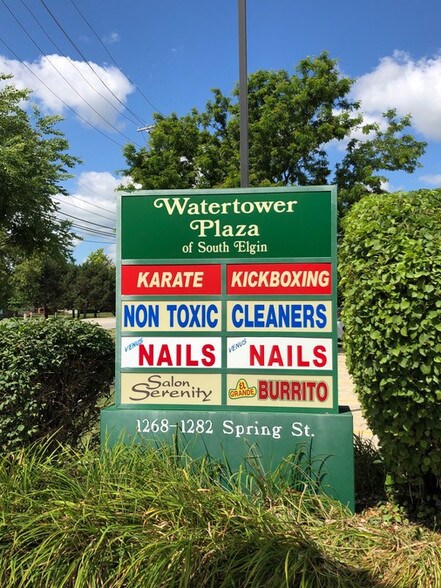 Watertower
Plaza
of South Elgin
KARATE KICKBOXING
NON TOXIC CLEANERS
VENUS NAILS VENUS NAILS
Salon
Serenity
EL
GRANDE BURRITO
1268-1282 Spring St.